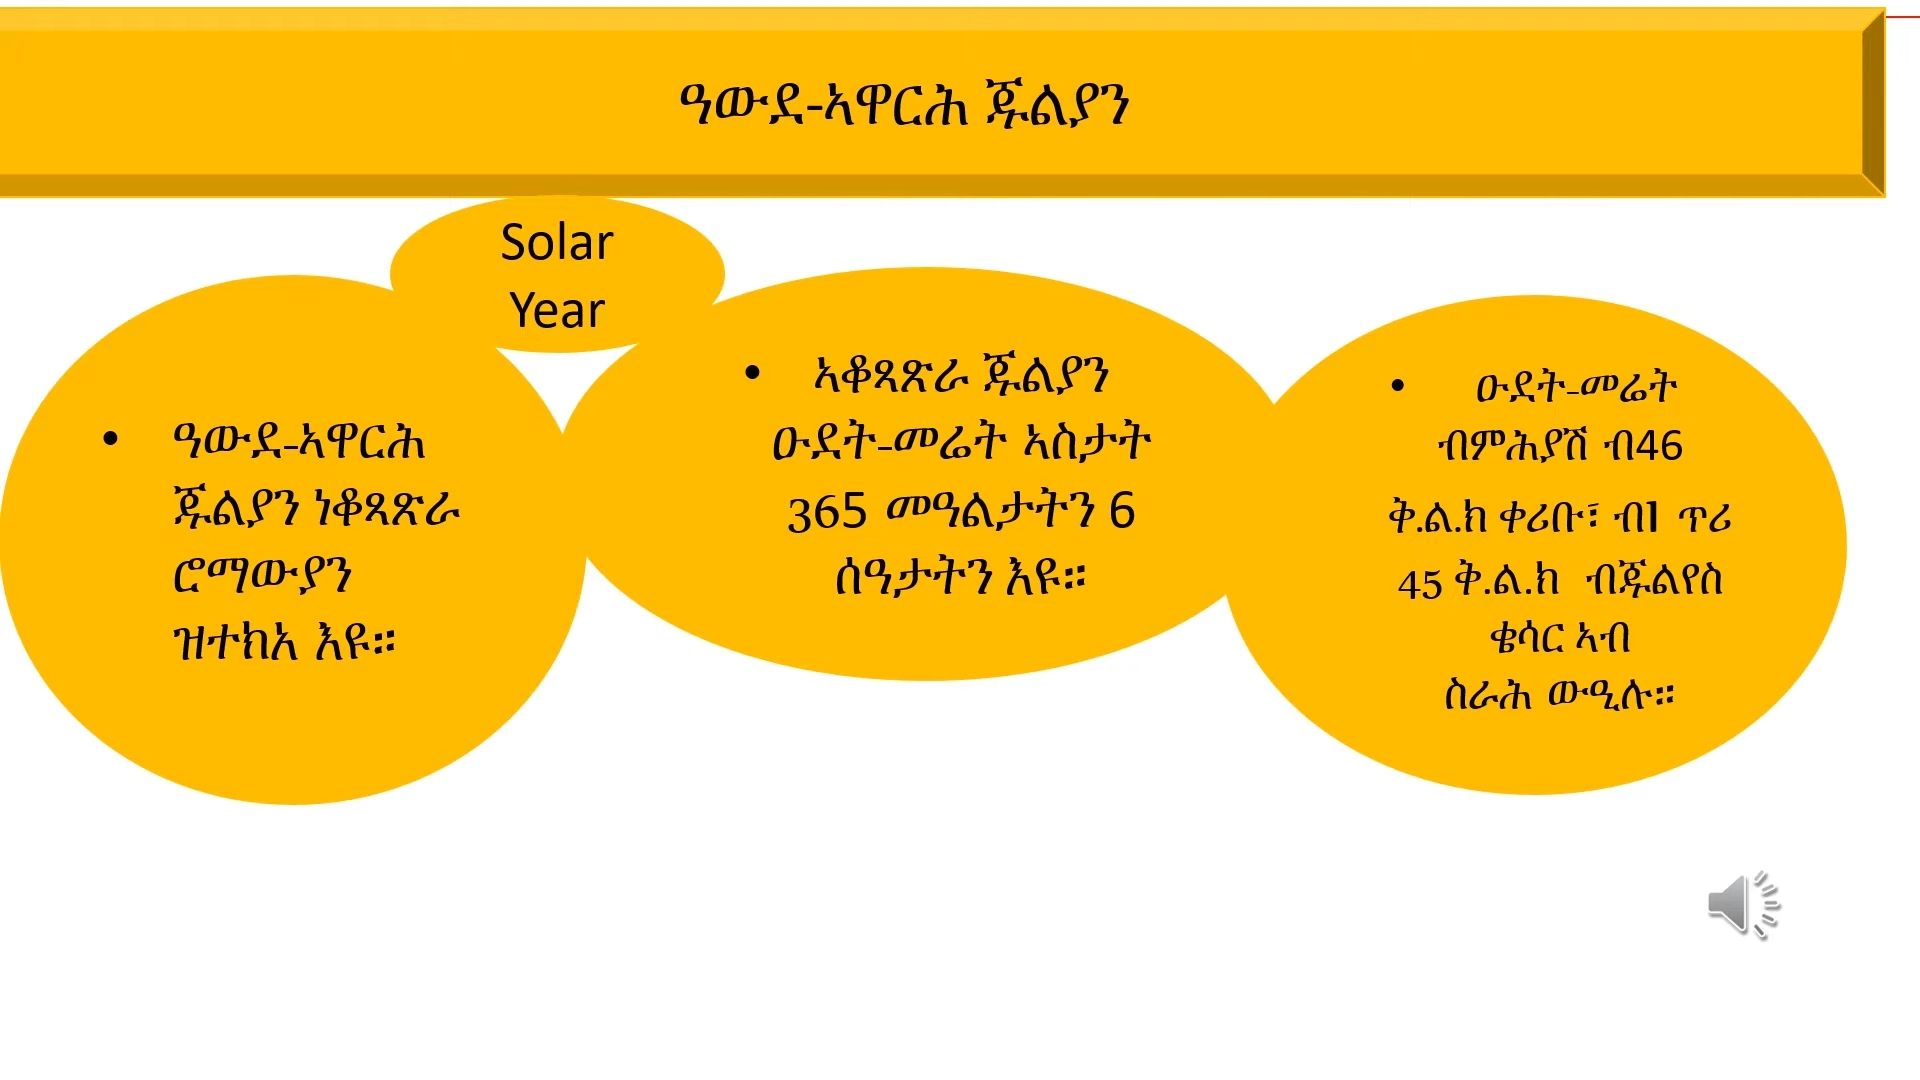 ዓውደ-ኣዋርሕ ጁልያን
Solar
Year
• ዓውደ-ኣዋርሕ
ጁልያን ነቆጻጽራ
ሮማውያን
ዝተክአ እዩ።
• ኣቆጻጽራ ጁልያን
ዑደት-መሬት ኣስታት
365 መዓልታትን 6
ሰዓታትን እዩ።
• ዑደት-መሬት
ብምሕያሽ ብ46
ቅ.ል.ክ ቀሪቡ፣ ብ1 ጥሪ
45 ቅ.ል.ክ ብጁልየስ
ቄሳር ኣብ
ስራሕ ውዒሉ።